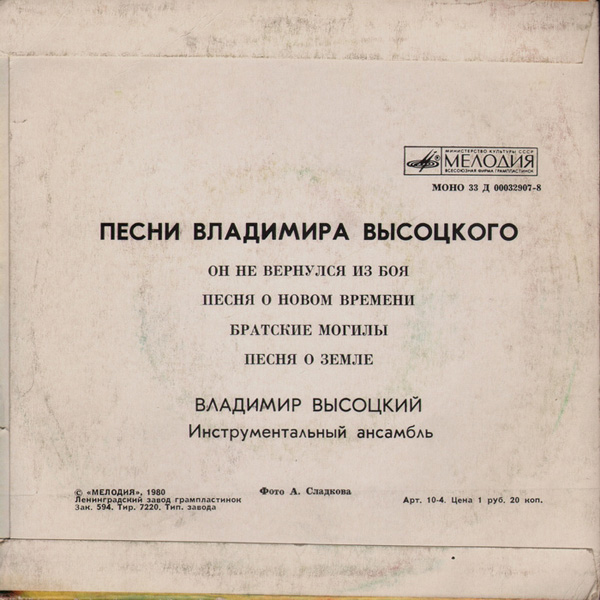 МИНИСТЕРСТВО КУЛЬТУРЫ СССР
МЕЛОДИЯ
ВСЕСОЮЗНАЯ ФИРМА ГРАМПЛАСТИНОК
МОНО 33 Д 00032907-8
ПЕСНИ ВЛАДИМИРА ВЫСОЦКОГО
ОН НЕ ВЕРНУЛСЯ ИЗ БОЯ
ПЕСНЯ О НОВОМ ВРЕМЕНИ
БРАТСКИЕ МОГИЛЫ
ПЕСНЯ О ЗЕМЛЕ
ВЛАДИМИР ВЫСОЦКИЙ
Инструментальный ансамбль
© «МЕЛОДИЯ», 1980
Ленинградский завод грампластинок
Зак. 594. Тир. 7220. Тип. завода
Фото А. Сладкова
Арт. 10-4. Цена 1 руб. 20 коп.